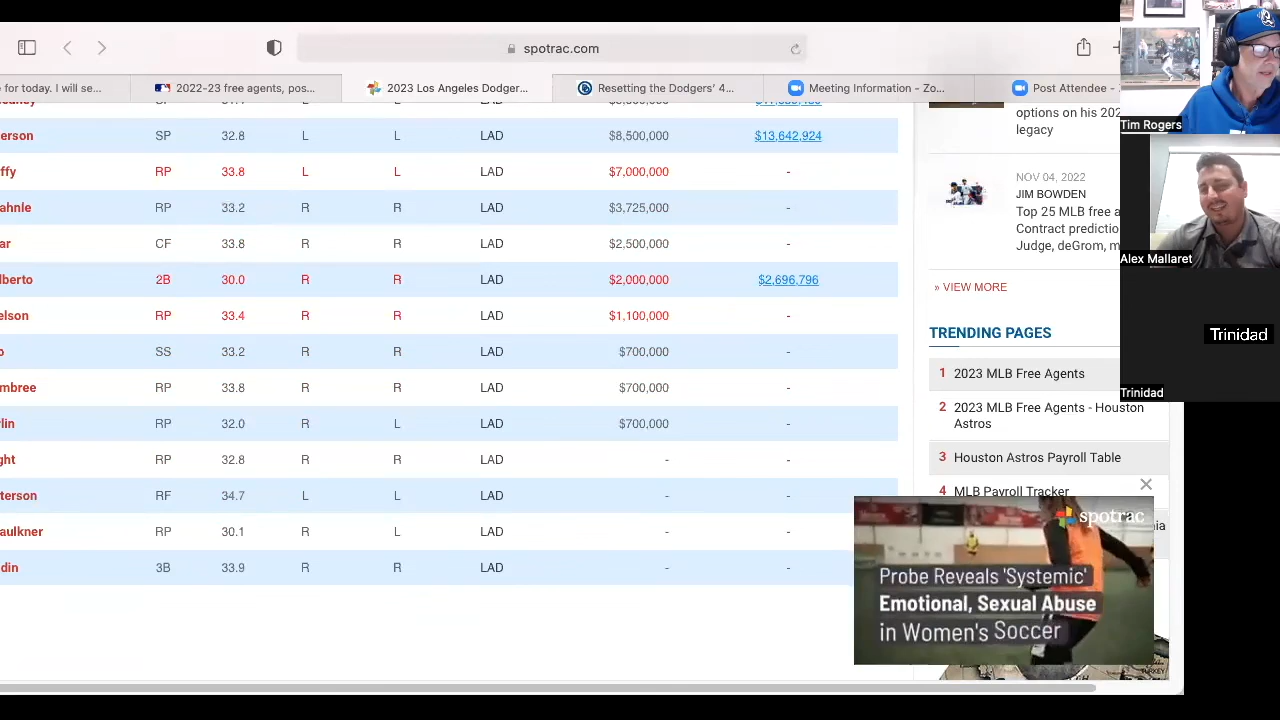 spotrac.com
for today. I will se...
2022-23 free agents, pos...
2023 Los Angeles Dodger...
Resetting the Dodgers' 4...
Meeting Information - Zo...
Post Attendee -
LAD
erson SP 32.8 L L LAD $8,500,000 $13,642,924
ffy RP 33.8 L L LAD $7,000,000 -
ahnle RP 33.2 R R LAD $3,725,000 -
ar CF 33.8 R R LAD $2,500,000 -
lberto 2B 30.0 R R LAD $2,000,000 $2,696,796
elson RP 33.4 R R LAD $1,100,000 -
o SS 33.2 R R LAD $700,000 -
mbree RP 33.1 R R LAD $700,000 -
lin RP 32.0 R L LAD $700,000 -
ght RP 32.8 R R LAD - -
terson RF 34.7 L L LAD - -
aulkner RP 30.1 R LAD - -
din 3B 33.9 R R LAD - -
options on his 202
legacy
NOV 04, 2022
JIM BOWDEN
Top 25 MLB free a
Contract predictio
Judge, deGrom, m
» VIEW MORE
TRENDING PAGES
1 2023 MLB Free Agents
2 2023 MLB Free Agents - Houston
Astros
3 Houston Astros Payroll Table
4 MLB Payroll Tracker
ia
spotrac
Probe Reveals 'Systemic'
Emotional, Sexual Abuse
in Women's Soccer
Tim Rogers
Alex Mallaret
Trinidad
Trinidad